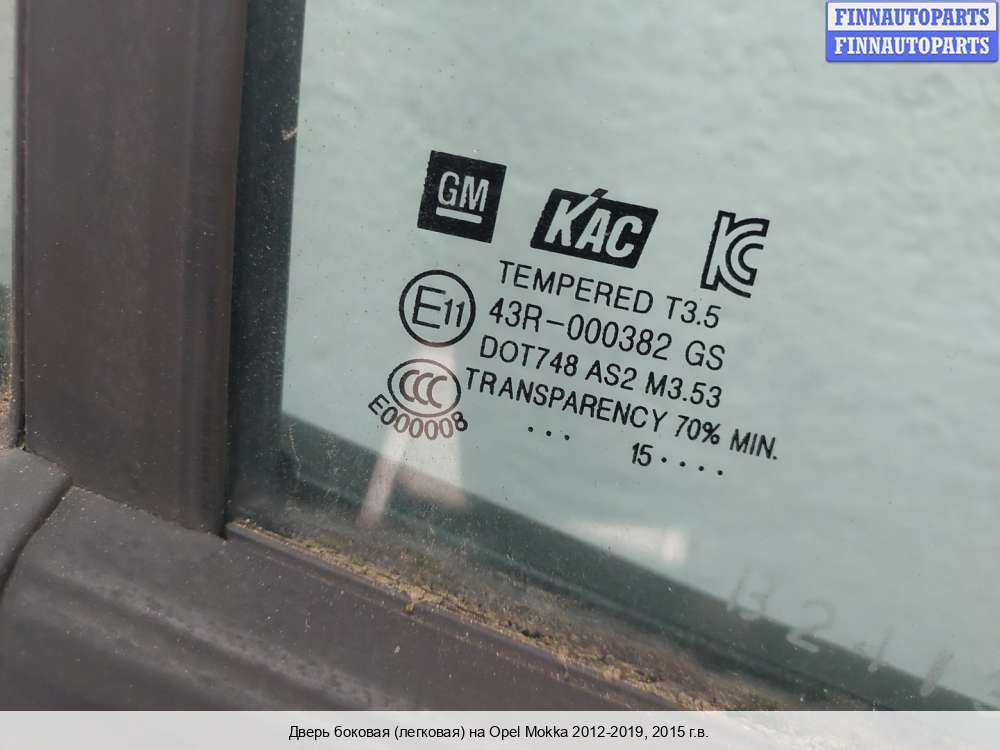 FINNAUTOPARTS
FINNAUTOPARTS
GM
KAC
KC
TEMPERED T3.5
E11
43R-000382 GS
DOT748 AS2 M3.53
CCC
E000008
TRANSPARENCY 70% MIN.
... 15 ....
Дверь боковая (легковая) на Opel Mokka 2012-2019, 2015 г.в.